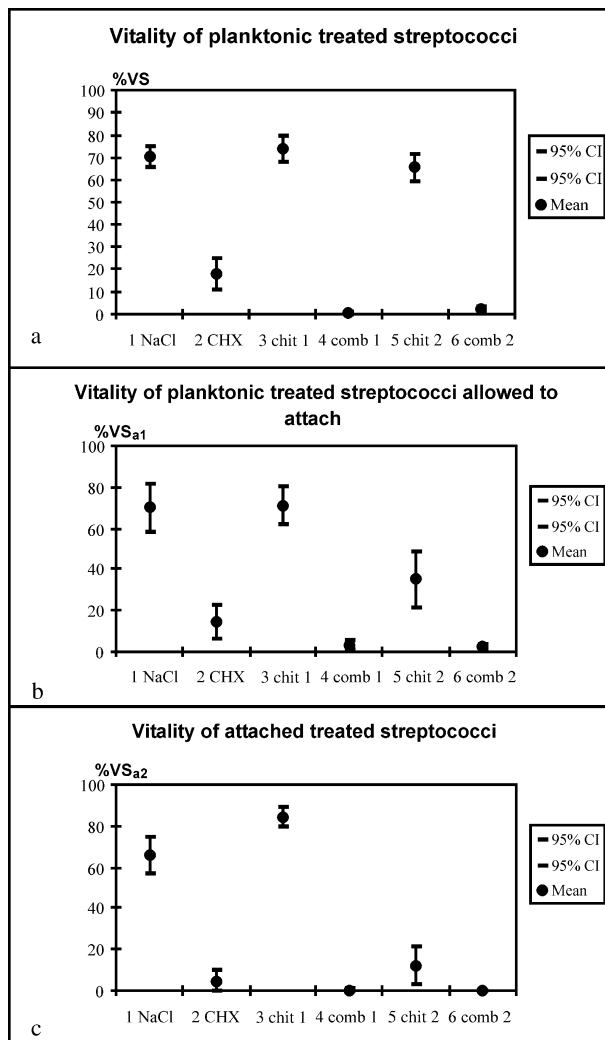 Vitality of planktonic treated streptococci
%VS
100
90
80
70
60
50
40
30
20
10
0
1 NaCl 2 CHX 3 chit 1 4 comb 1 5 chit 2 6 comb 2
95% CI
95% CI
Mean
a
Vitality of planktonic treated streptococci allowed to
attach
%VSa1
100
80
60
40
20
0
1 NaCl 2 CHX 3 chit 1 4 comb 1 5 chit 2 6 comb 2
95% CI
95% CI
Mean
b
Vitality of attached treated streptococci
%VSa2
100
80
60
40
20
0
1 NaCl 2 CHX 3 chit 1 4 comb 1 5 chit 2 6 comb 2
95% CI
95% CI
Mean
c